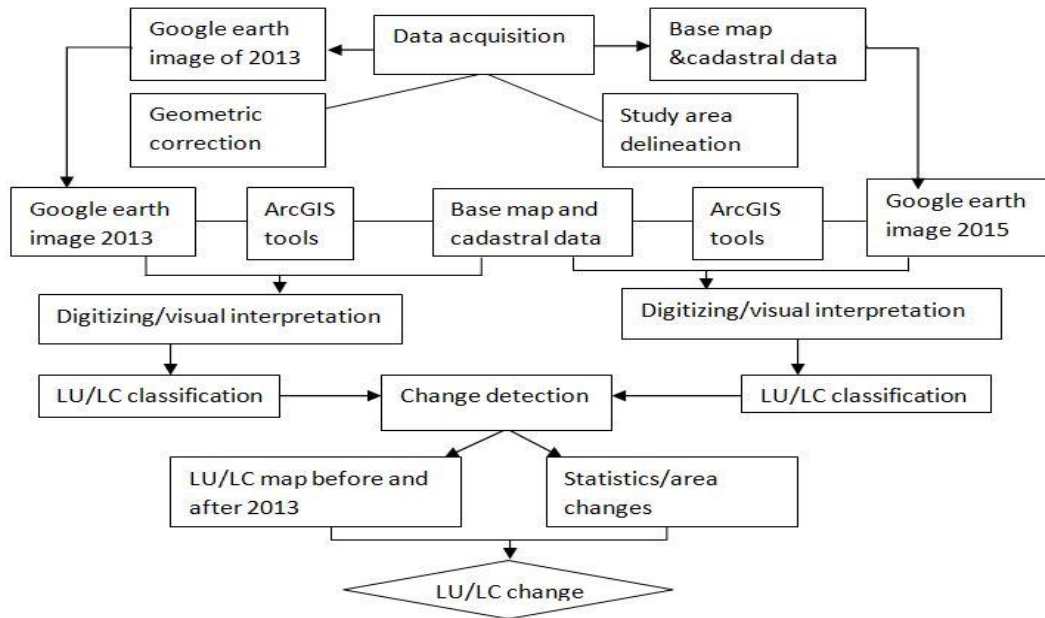 Google earth
image of 2013
Data acquisition
Base map
&cadastral data
Geometric
correction
Study area
delineation
Google earth
image 2013
ArcGIS
tools
Base map and
cadastral data
ArcGIS
tools
Google earth
image 2015
Digitizing/visual interpretation
Digitizing/visual interpretation
LU/LC classification
Change detection
LU/LC classification
LU/LC map before and
after 2013
Statistics/area
changes
LU/LC change